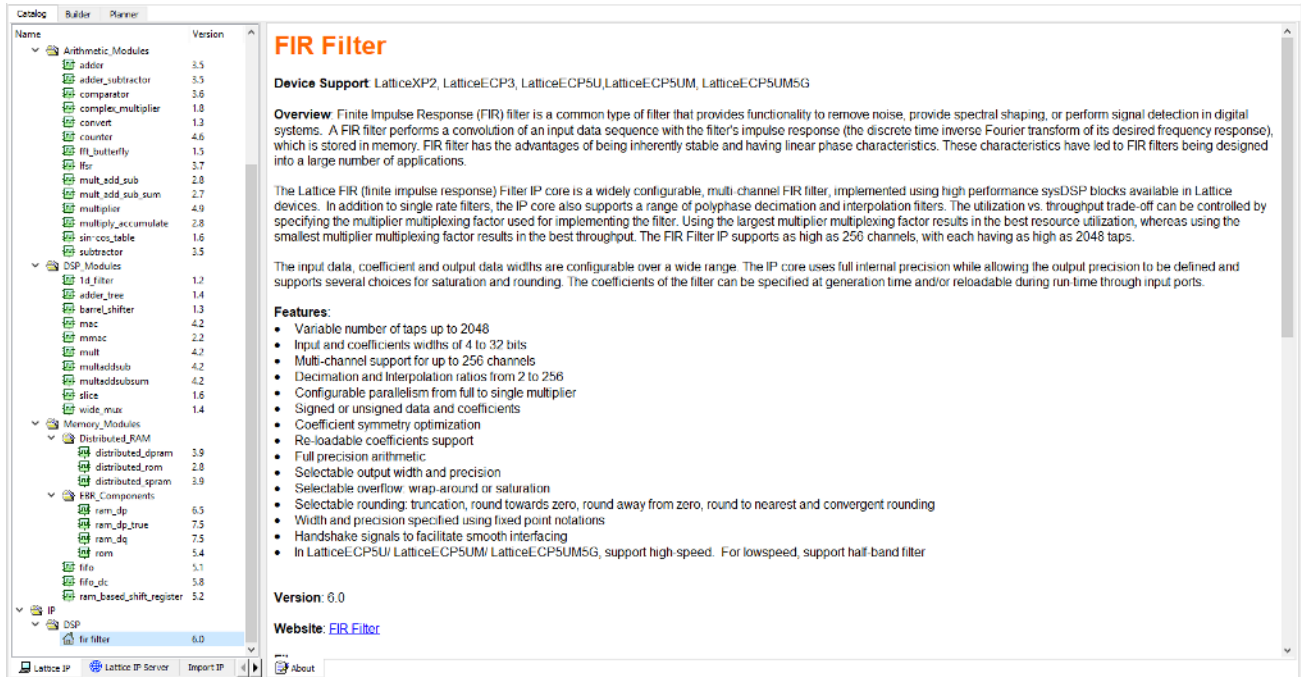 Catalog Builder Planner
Name Version
Arithmetic_Modules
adder 3.5
adder_subtractor 3.5
comparator 3.6
complex_multiplier 1.8
convert 1.3
counter 4.6
fft_butterfly 1.5
lfsr 3.7
mult_add_sub 2.8
mult_add_sub_sum 2.7
multiplier 4.9
multiply_accumulate 2.8
sin-cos_table 1.6
subtractor 3.5
DSP_Modules
1d_filter 1.2
adder_tree 1.4
barrel_shifter 1.3
mac 4.2
mmac 2.2
mult 4.2
multaddsub 4.2
multaddsubsum 4.2
slice 1.6
wide_mux 1.4
Memory_Modules
Distributed_RAM
distributed_dpram 3.9
distributed_rom 2.8
distributed_spram 3.9
EBR_Components
ram_dp 6.5
ram_dp_true 7.5
ram_dq 7.5
rom 5.4
fifo 5.1
fifo_dc 5.8
ram_based_shift_register 5.2
IP
DSP
fir filter 6.0
Lattice IP Lattice IP Server Import IP
FIR Filter
Device Support: LatticeXP2, LatticeECP3, LatticeECP5U,LatticeECP5UM, LatticeECP5UM5G
Overview: Finite Impulse Response (FIR) filter is a common type of filter that provides functionality to remove noise, provide spectral shaping, or perform signal detection in digital
systems. A FIR filter performs a convolution of an input data sequence with the filter's impulse response (the discrete time inverse Fourier transform of its desired frequency response),
which is stored in memory. FIR filter has the advantages of being inherently stable and having linear phase characteristics. These characteristics have led to FIR filters being designed
into a large number of applications.
The Lattice FIR (finite impulse response) Filter IP core is a widely configurable, multi-channel FIR filter, implemented using high performance sysDSP blocks available in Lattice
devices. In addition to single rate filters, the IP core also supports a range of polyphase decimation and interpolation filters. The utilization vs. throughput trade-off can be controlled by
specifying the multiplier multiplexing factor used for implementing the filter. Using the largest multiplier multiplexing factor results in the best resource utilization, whereas using the
smallest multiplier multiplexing factor results in the best throughput. The FIR Filter IP supports as high as 256 channels, with each having as high as 2048 taps.
The input data, coefficient and output data widths are configurable over a wide range. The IP core uses full internal precision while allowing the output precision to be defined and
supports several choices for saturation and rounding. The coefficients of the filter can be specified at generation time and/or reloadable during run-time through input ports.
Features:
• Variable number of taps up to 2048
• Input and coefficients widths of 4 to 32 bits
• Multi-channel support for up to 256 channels
• Decimation and Interpolation ratios from 2 to 256
• Configurable parallelism from full to single multiplier
• Signed or unsigned data and coefficients
• Coefficient symmetry optimization
• Re-loadable coefficients support
• Full precision arithmetic
• Selectable output width and precision
• Selectable overflow: wrap-around or saturation
• Selectable rounding: truncation, round towards zero, round away from zero, round to nearest and convergent rounding
• Width and precision specified using fixed point notations
• Handshake signals to facilitate smooth interfacing
• In LatticeECP5U/ LatticeECP5UM/ LatticeECP5UM5G, support high-speed. For lowspeed, support half-band filter
Version: 6.0
Website: FIR Filter
About